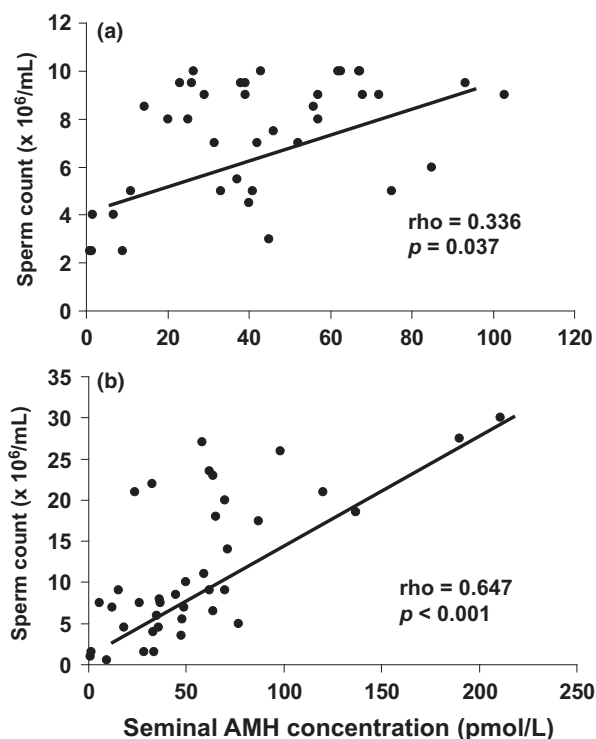 (a)
12
10
8
6
4
2
0
Sperm count (x 10⁶/mL)
rho = 0.336
p = 0.037
0 20 40 60 80 100 120
(b)
35
30
25
20
15
10
5
0
Sperm count (x 10⁶/mL)
rho = 0.647
p < 0.001
0 50 100 150 200 250
Seminal AMH concentration (pmol/L)